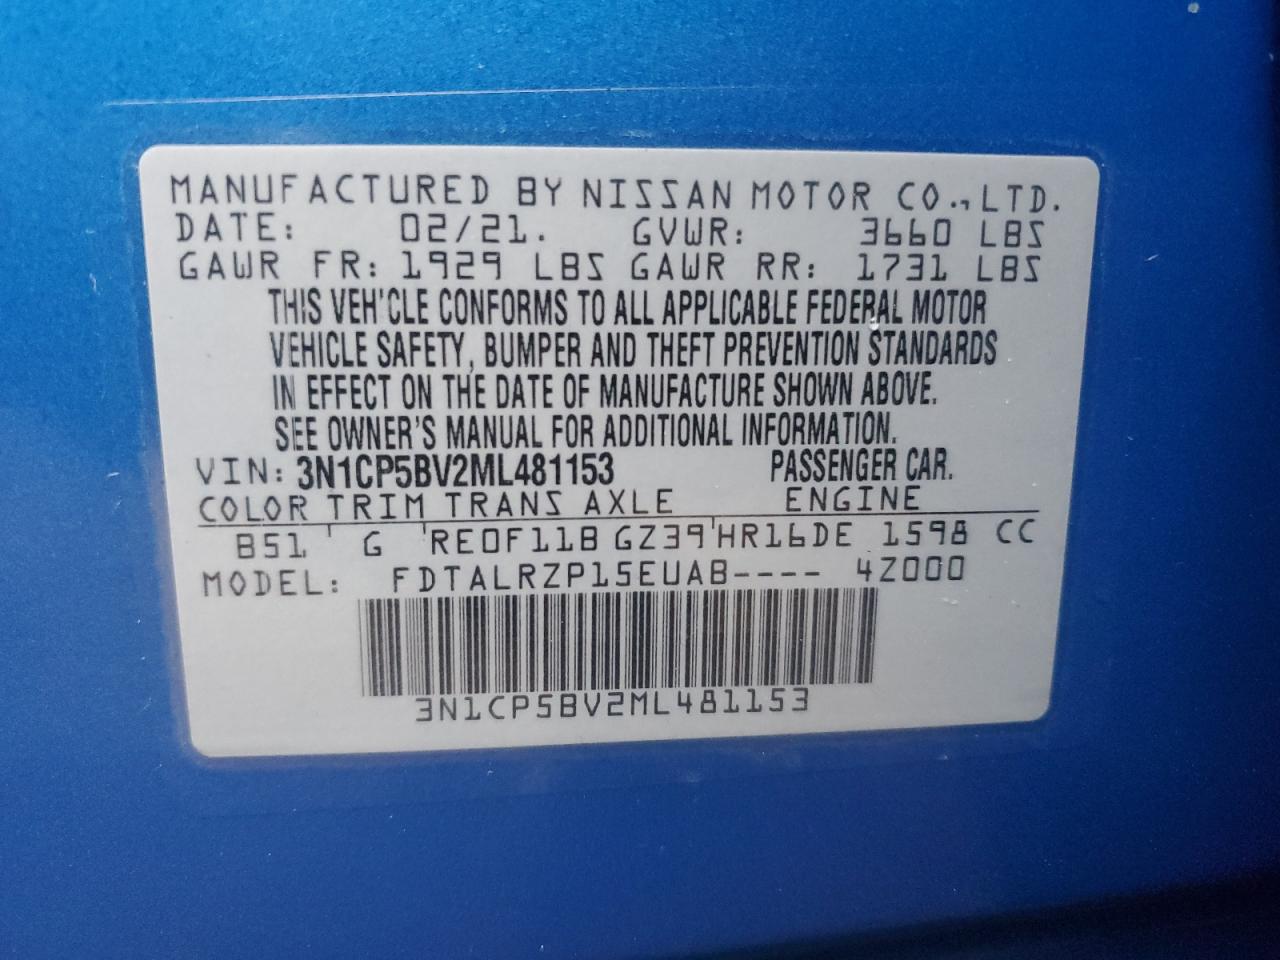 MANUFACTURED BY NISSAN MOTOR CO., LTD.
DATE: 02/21. GVWR: 3660 LBS
GAWR FR: 1929 LBS GAWR RR: 1731 LBS
THIS VEH'CLE CONFORMS TO ALL APPLICABLE FEDERAL MOTOR
VEHICLE SAFETY, BUMPER AND THEFT PREVENTION STANDARDS
IN EFFECT ON THE DATE OF MANUFACTURE SHOWN ABOVE.
SEE OWNER'S MANUAL FOR ADDITIONAL INFORMATION.
VIN: 3N1CP5BV2ML481153 PASSENGER CAR.
COLOR TRIM TRANS AXLE ENGINE
B51 G RE0F11B GZ39 HR16DE 1598 CC
MODEL: FDTALRZP15EUAB---- 4Z000
3N1CP5BV2ML481153